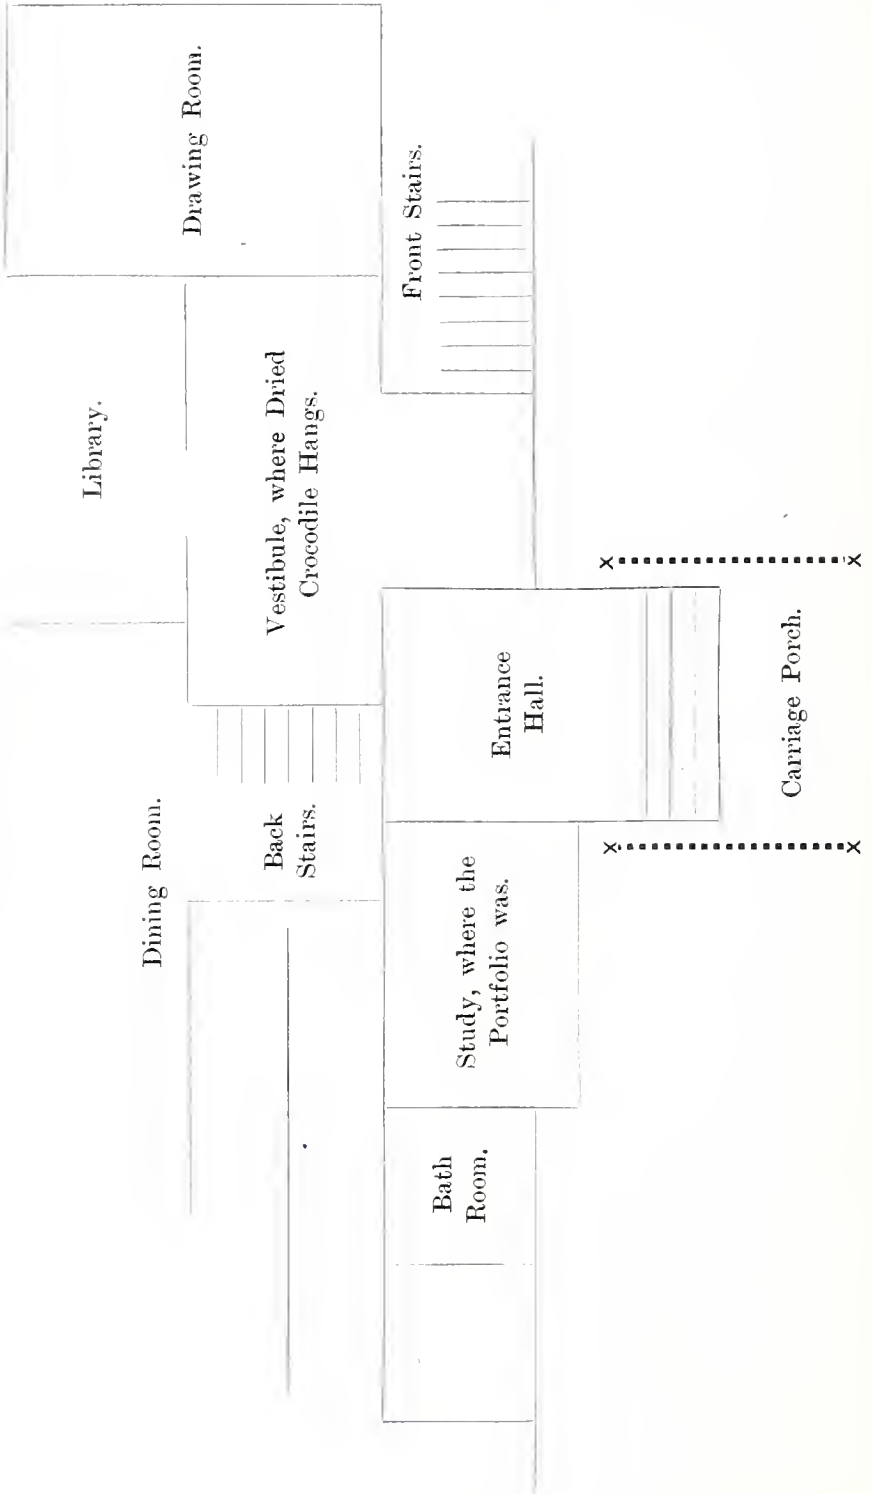 Dining Room.
Library.
Back
Stairs.
Vestibule, where Dried
Crocodile Hangs.
Drawing Room.
Front Stairs.
Bath
Room.
Study, where the
Portfolio was.
Entrance
Hall.
Carriage Porch.